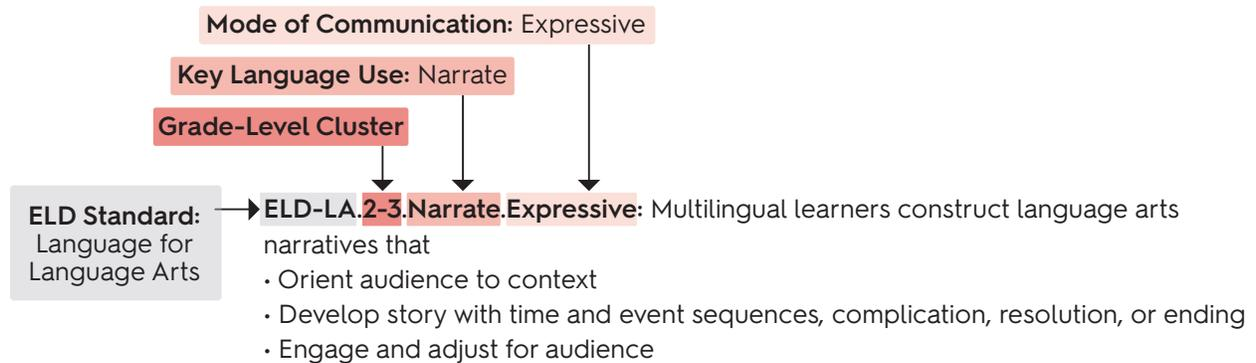 Mode of Communication: Expressive
Key Language Use: Narrate
Grade-Level Cluster
ELD Standard:
Language for
Language Arts
ELD-LA.2-3.Narrate.Expressive: Multilingual learners construct language arts
narratives that
• Orient audience to context
• Develop story with time and event sequences, complication, resolution, or ending
• Engage and adjust for audience